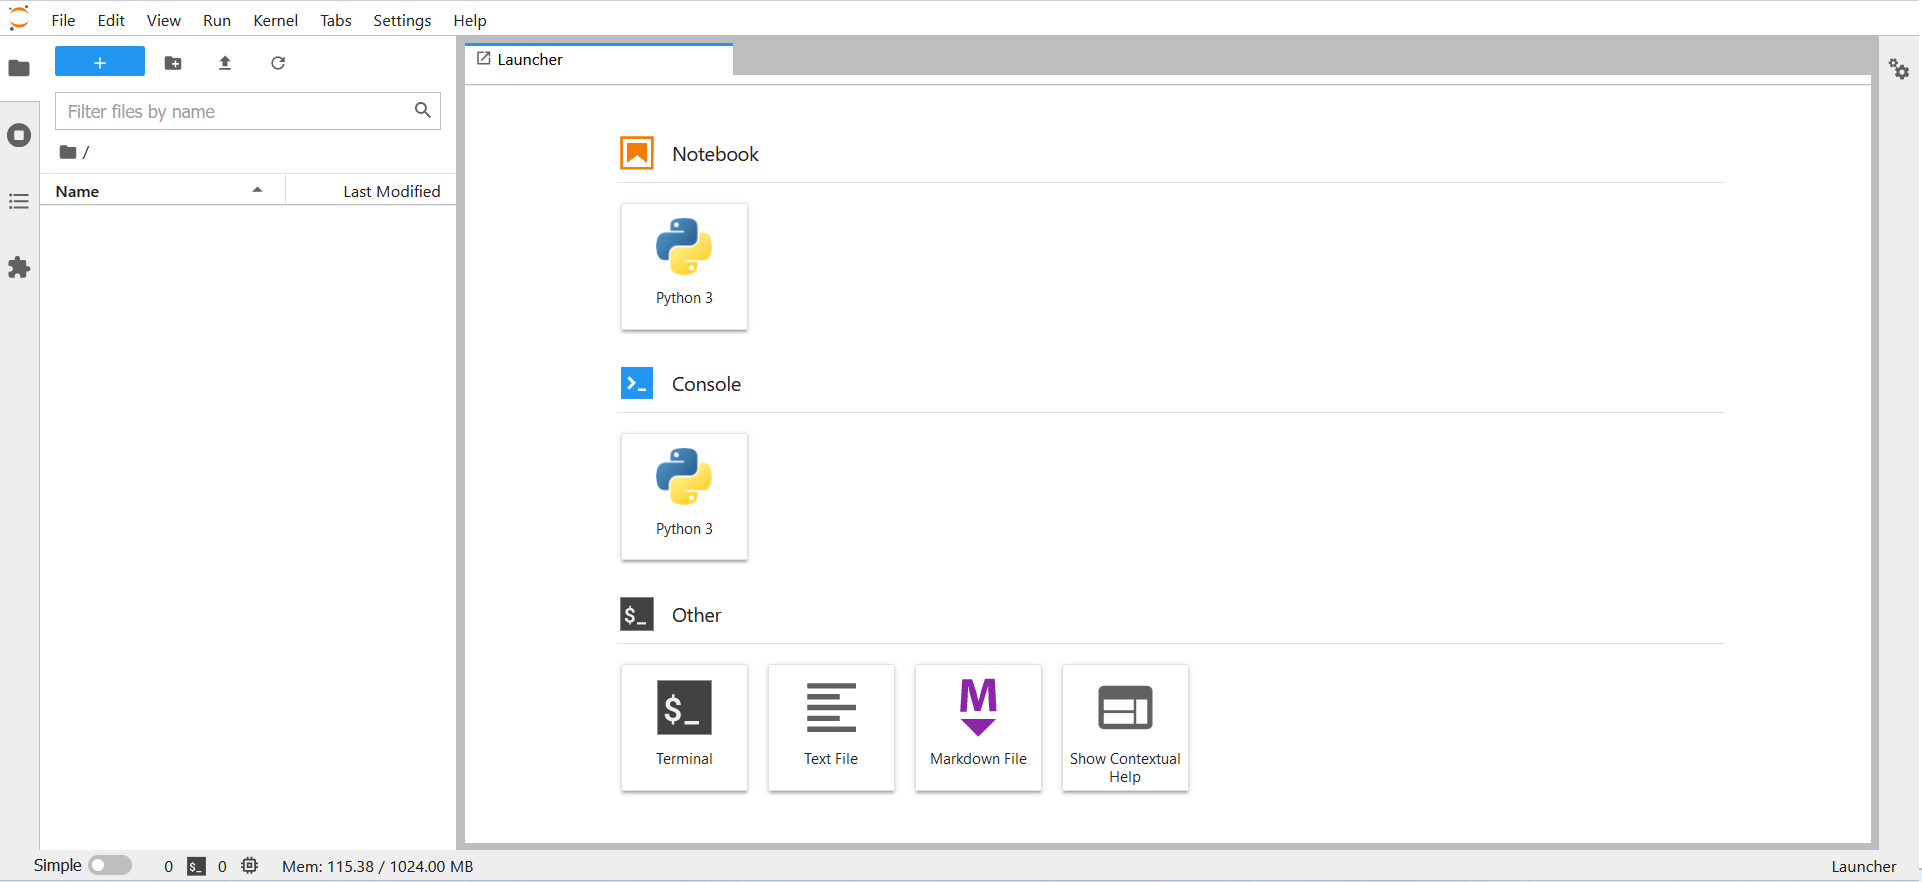 File Edit View Run Kernel Tabs Settings Help
+
Filter files by name
/
Name Last Modified
Launcher
Notebook
Python 3
Console
Python 3
$_ Other
$_
Terminal
Text File
M
Markdown File
Show Contextual
Help
Simple 0 $_ 0 Mem: 115.38 / 1024.00 MB Launcher